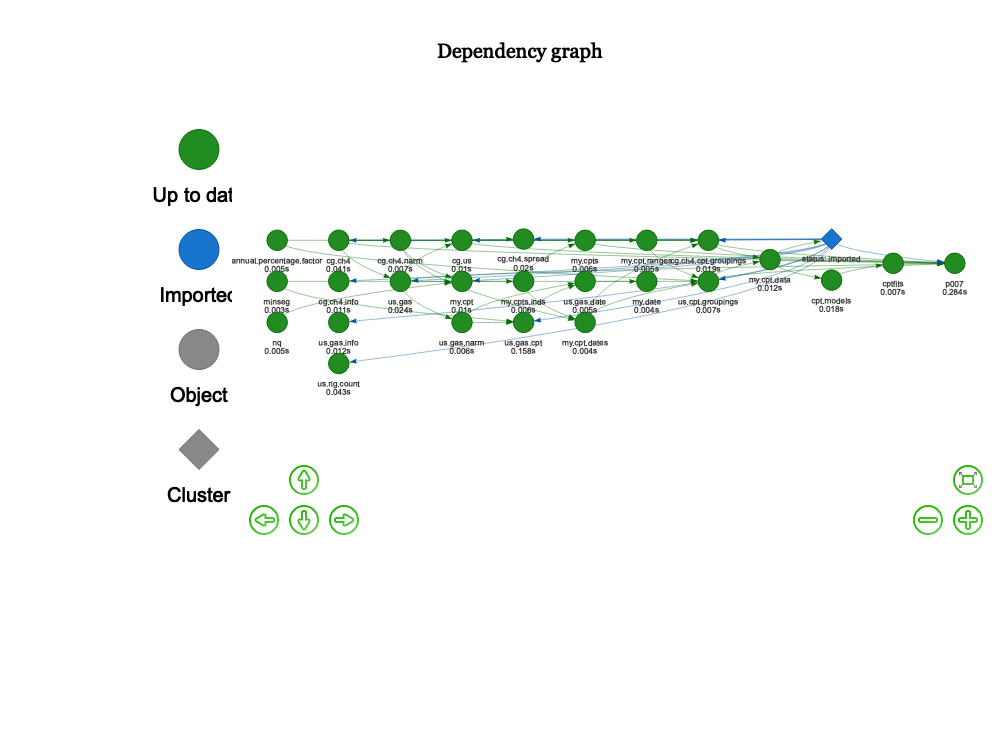 Dependency graph
Up to dat
Imported
Object
Cluster
annual.percentage.factor
0.005s
cg.ch4
0.041s
cg.ch4.narm
0.007s
cg.us
0.01s
cg.ch4.spread
0.02s
my.cpts
0.006s
my.cpt.ranges
0.005s
cg.ch4.cpt.groupings
0.019s
my.cpt.data
0.012s
status: imported
cptfits
0.007s
p007
0.284s
minseg
0.003s
cg.ch4.info
0.011s
us.gas
0.024s
my.cpt
0.01s
my.cpts.inds
0.006s
us.gas.date
0.005s
my.date
0.004s
us.cpt.groupings
0.007s
cpt.models
0.018s
nq
0.005s
us.gas.info
0.012s
us.gas.narm
0.006s
us.gas.cpt
0.158s
my.cpt.dates
0.004s
us.rig.count
0.043s